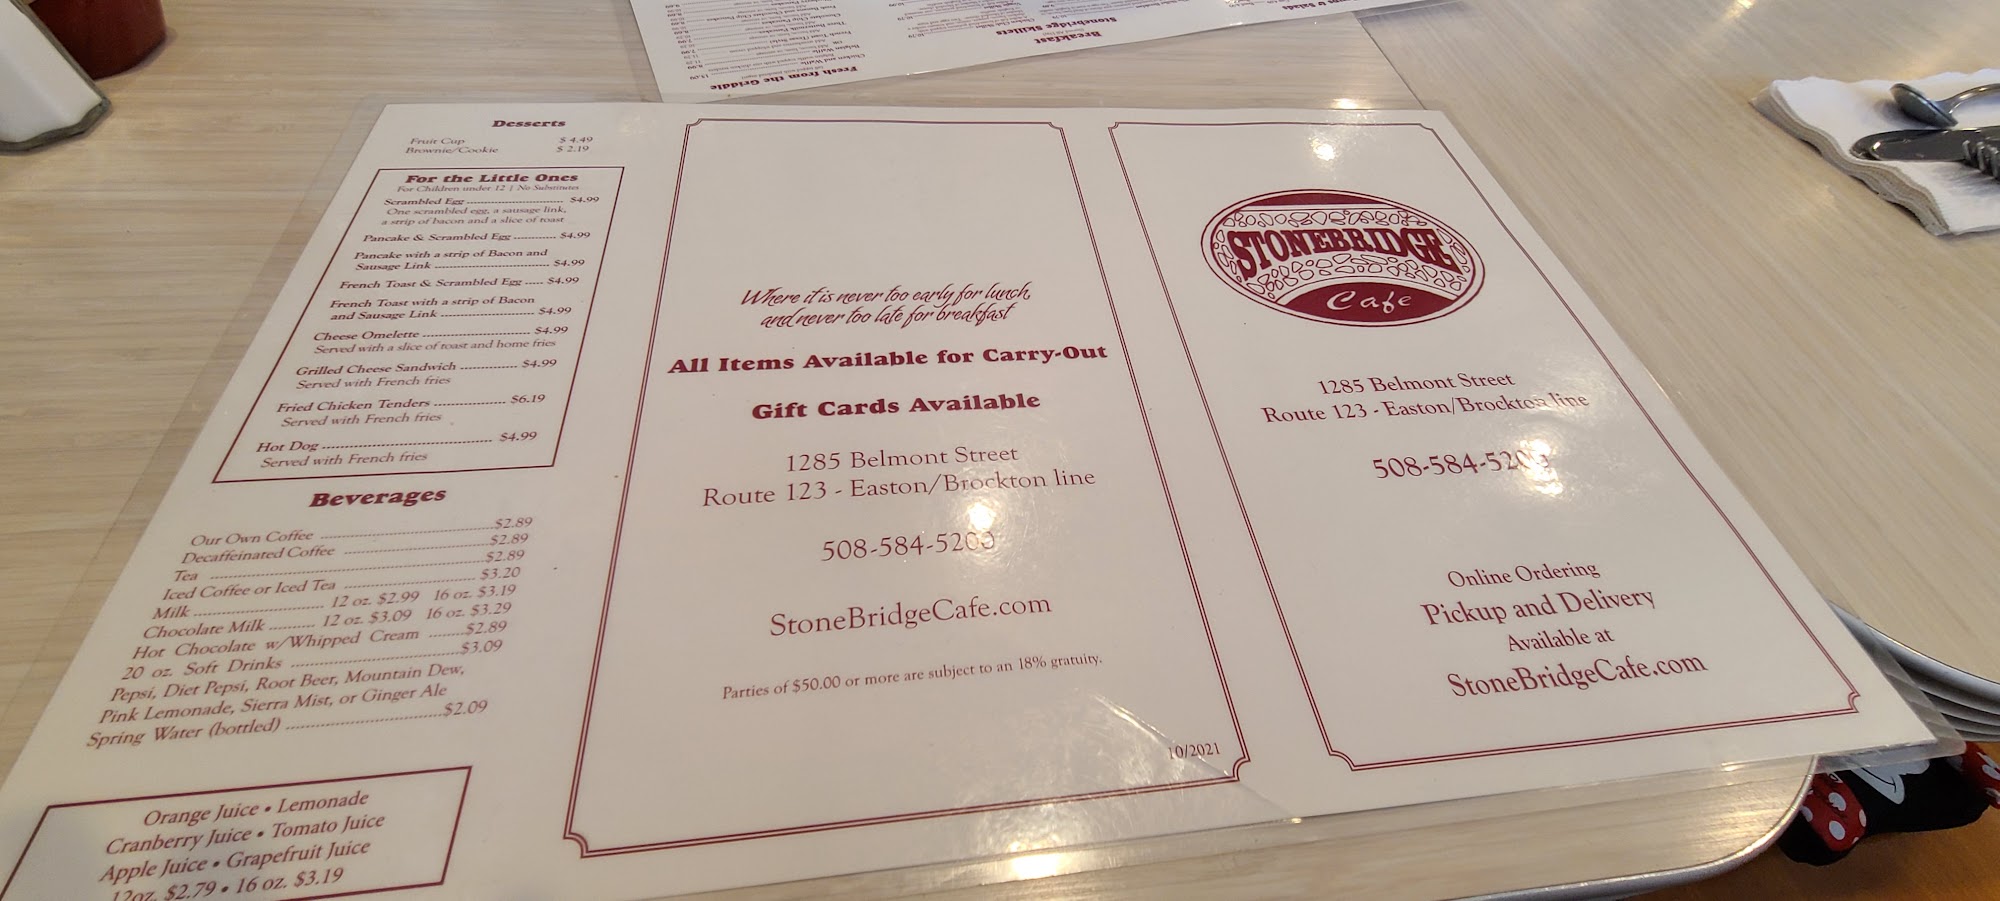 Desserts
Fruit Cup $ 4.49
Brownie/Cookie $ 2.19
For the Little Ones
For Children under 12 | No Substitutes
Scrambled Egg $4.99
One scrambled egg, a sausage link,
a strip of bacon and a slice of toast
Pancake & Scrambled Egg $4.99
Pancake with a strip of Bacon and
Sausage Link $4.99
French Toast & Scrambled Egg $4.99
French Toast with a strip of Bacon
and Sausage Link $4.99
Cheese Omelette $4.99
Served with a slice of toast and home fries
Grilled Cheese Sandwich $4.99
Served with French fries
Fried Chicken Tenders $6.19
Served with French fries
Hot Dog $4.99
Served with French fries
Beverages
Our Own Coffee $2.89
Decaffeinated Coffee $2.89
Tea $2.89
Iced Coffee or Iced Tea $3.20
Milk 12 oz. $2.99 16 oz. $3.19
Chocolate Milk 12 oz. $3.09 16 oz. $3.29
Hot Chocolate w/Whipped Cream $2.89
20 oz. Soft Drinks $3.09
Pepsi, Diet Pepsi, Root Beer, Mountain Dew,
Pink Lemonade, Sierra Mist, or Ginger Ale
Spring Water (bottled) $2.09
Orange Juice • Lemonade
Cranberry Juice • Tomato Juice
Apple Juice • Grapefruit Juice
12oz. $2.79 • 16 oz. $3.19
Where it is never too early for lunch,
and never too late for breakfast
All Items Available for Carry-Out
Gift Cards Available
1285 Belmont Street
Route 123 - Easton/Brockton line
508-584-5200
StoneBridgeCafe.com
Parties of $50.00 or more are subject to an 18% gratuity.
10/2021
STONEBRIDGE
Cafe
1285 Belmont Street
Route 123 - Easton/Brockton line
508-584-5200
Online Ordering
Pickup and Delivery
Available at
StoneBridgeCafe.com
Fresh from the Griddle
Chicken and Waffle 15.09
Belgian Waffle
Breakfast
Stonebridge Skillets